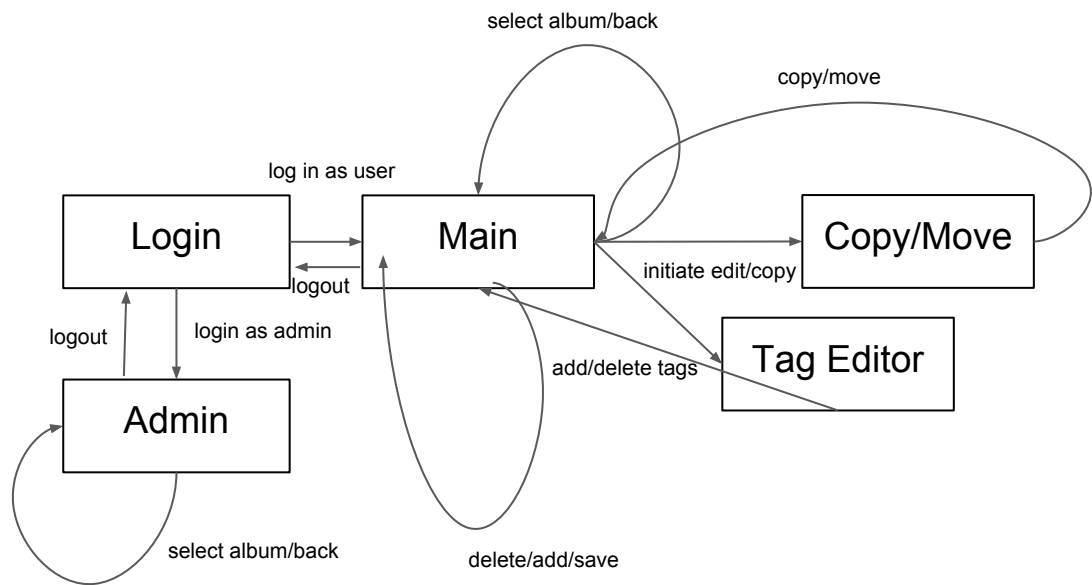 select album/back
copy/move
log in as user
Login
Main
Copy/Move
initiate edit/copy
logout
logout
login as admin
add/delete tags
Tag Editor
Admin
select album/back
delete/add/save